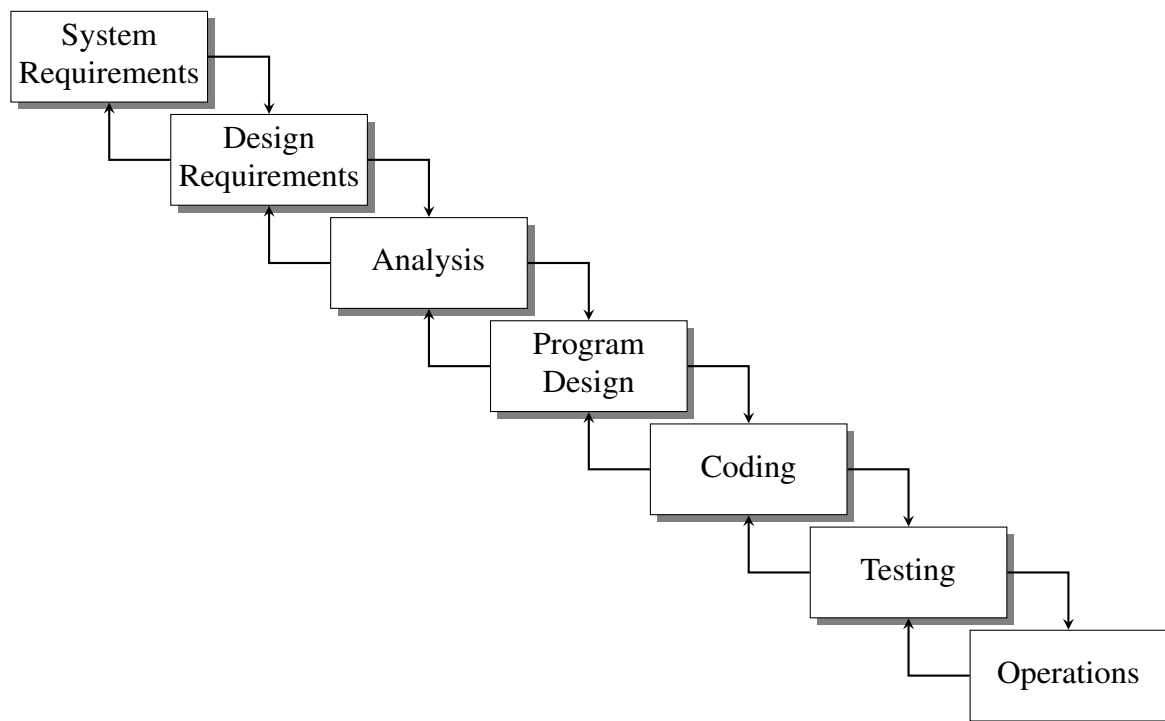 System
Requirements
Design
Requirements
Analysis
Program
Design
Coding
Testing
Operations